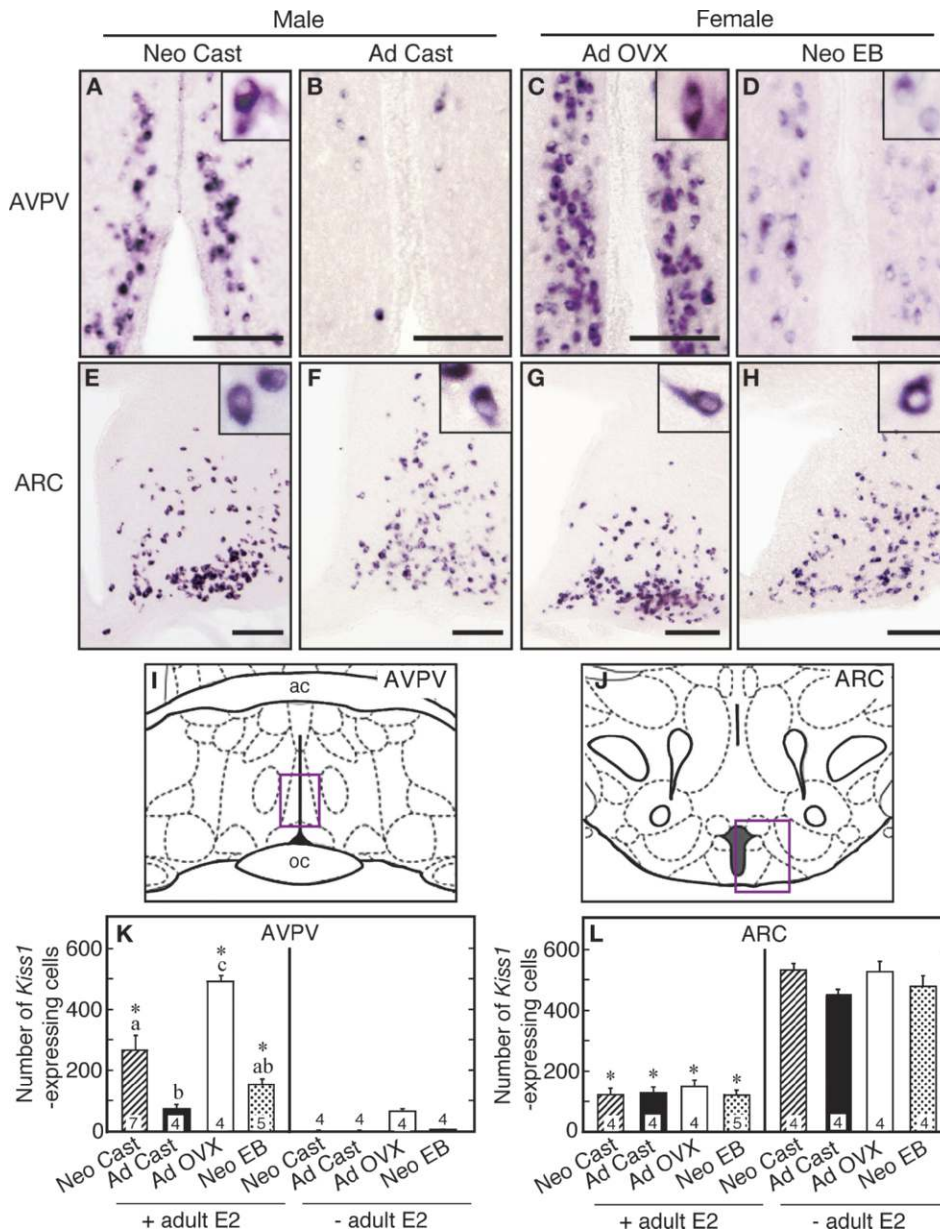 Male
Female
Neo Cast
Ad Cast
Ad OVX
Neo EB
A
B
C
D
AVPV
E
F
G
H
ARC
I
AVPV
ac
oc
J
ARC
K
AVPV
Number of Kiss1
-expressing cells
600
400
200
0
*
a
b
*
c
*
ab
7
4
4
5
4
4
4
4
Neo Cast
Ad Cast
Ad OVX
Neo EB
Neo Cast
Ad Cast
Ad OVX
Neo EB
+ adult E2
- adult E2
L
ARC
Number of Kiss1
-expressing cells
600
400
200
0
*
*
*
*
4
4
4
5
4
4
4
4
Neo Cast
Ad Cast
Ad OVX
Neo EB
Neo Cast
Ad Cast
Ad OVX
Neo EB
+ adult E2
- adult E2